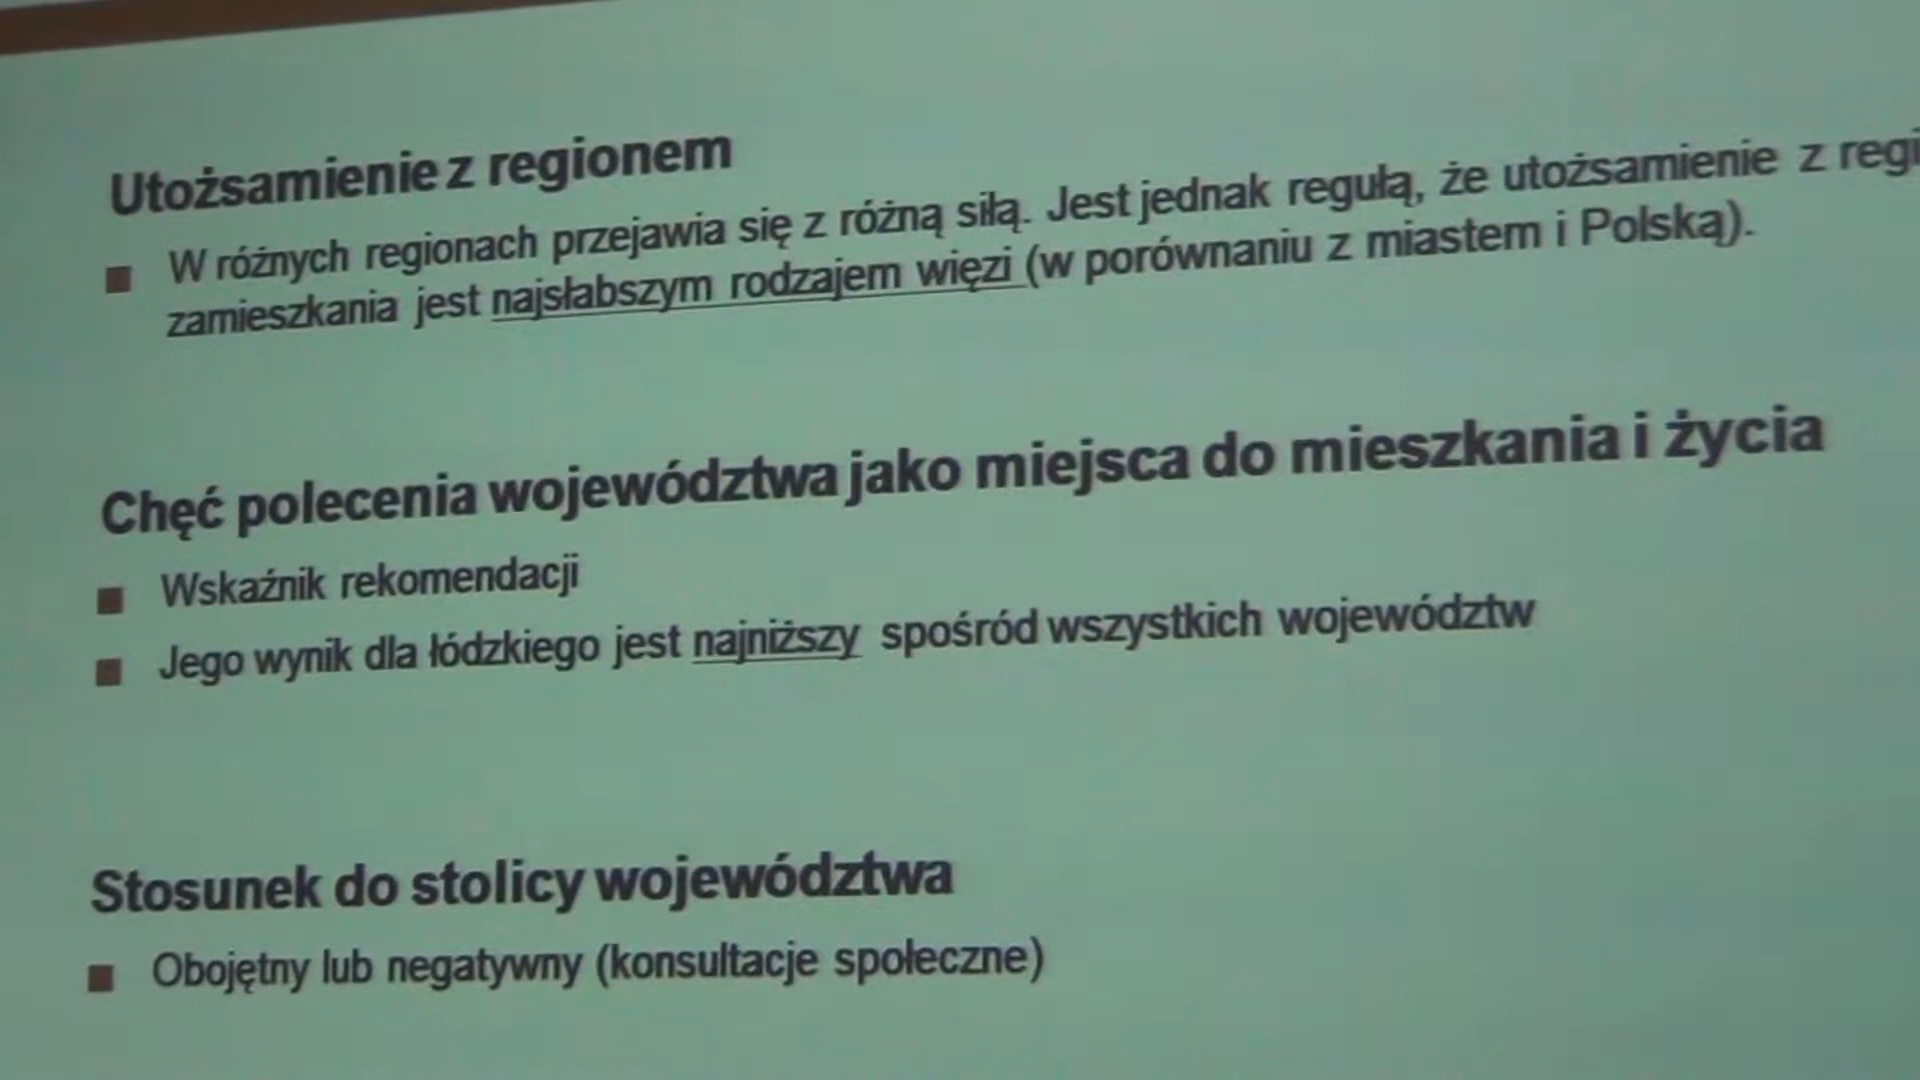 Utożsamienie z regionem
W różnych regionach przejawia się z różną siłą. Jest jednak regułą, że utożsamienie z regi
zamieszkania jest najsłabszym rodzajem więzi (w porównaniu z miastem i Polską).
Chęć polecenia województwa jako miejsca do mieszkania i życia
Wskaźnik rekomendacji
Jego wynik dla łódzkiego jest najniższy spośród wszystkich województw
Stosunek do stolicy województwa
Obojętny lub negatywny (konsultacje społeczne)